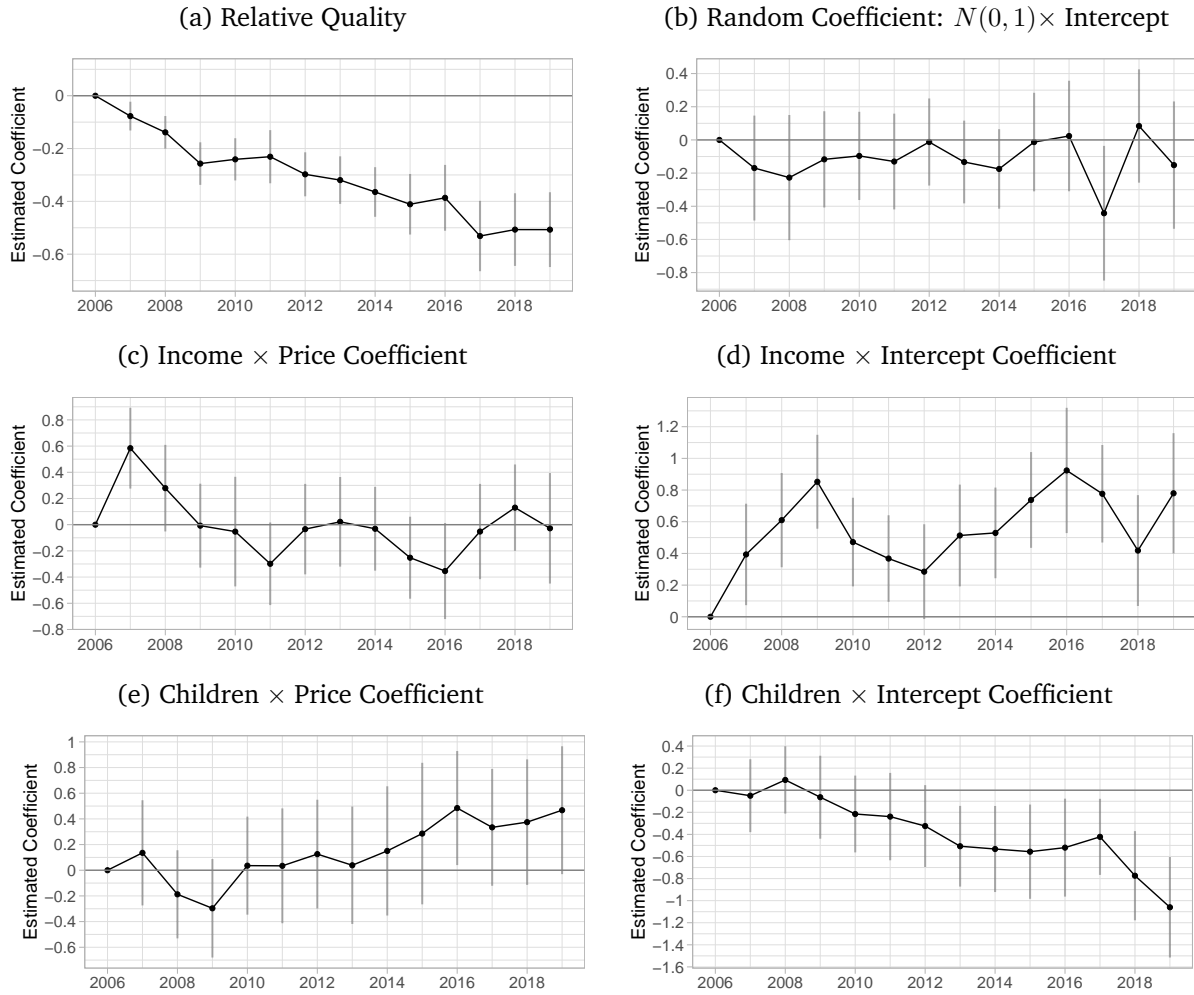 (a) Relative Quality
Estimated Coefficient
0
−0.2
−0.4
−0.6
2006 2008 2010 2012 2014 2016 2018
(b) Random Coefficient: N(0, 1)× Intercept
Estimated Coefficient
0.4
0.2
0
−0.2
−0.4
−0.6
−0.8
2006 2008 2010 2012 2014 2016 2018
(c) Income × Price Coefficient
Estimated Coefficient
0.8
0.6
0.4
0.2
0
−0.2
−0.4
−0.6
−0.8
2006 2008 2010 2012 2014 2016 2018
(d) Income × Intercept Coefficient
Estimated Coefficient
1.2
1
0.8
0.6
0.4
0.2
0
2006 2008 2010 2012 2014 2016 2018
(e) Children × Price Coefficient
Estimated Coefficient
1
0.8
0.6
0.4
0.2
0
−0.2
−0.4
−0.6
2006 2008 2010 2012 2014 2016 2018
(f) Children × Intercept Coefficient
Estimated Coefficient
0.4
0.2
0
−0.2
−0.4
−0.6
−0.8
−1
−1.2
−1.4
−1.6
2006 2008 2010 2012 2014 2016 2018